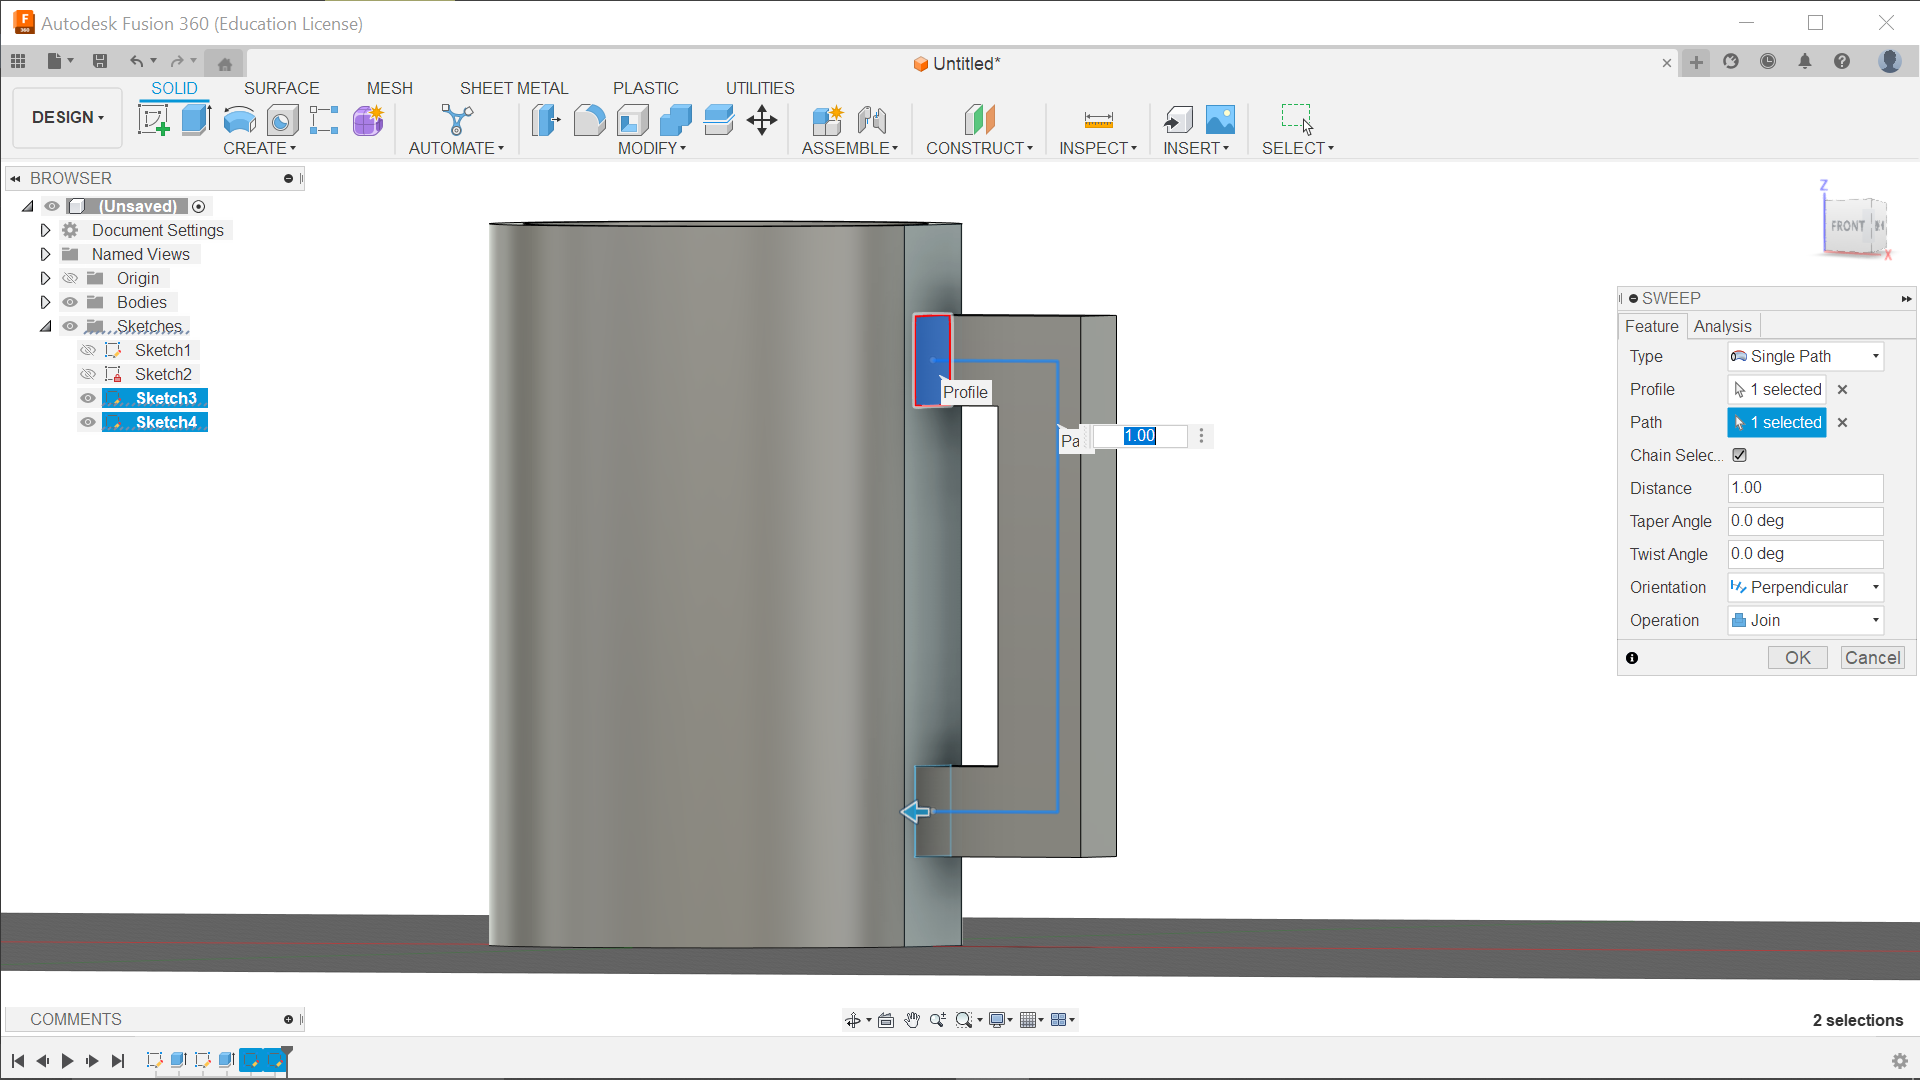 Autodesk Fusion 360 (Education License)
Untitled*
SOLID SURFACE MESH SHEET METAL PLASTIC UTILITIES
DESIGN
CREATE AUTOMATE MODIFY ASSEMBLE CONSTRUCT INSPECT INSERT SELECT
BROWSER
(Unsaved)
Document Settings
Named Views
Origin
Bodies
Sketches
Sketch1
Sketch2
Sketch3
Sketch4
Profile
Pa 1.00
Z
FRONT
X
SWEEP
Feature Analysis
Type Single Path
Profile 1 selected
Path 1 selected
Chain Selec...
Distance 1.00
Taper Angle 0.0 deg
Twist Angle 0.0 deg
Orientation Perpendicular
Operation Join
OK Cancel
COMMENTS
2 selections